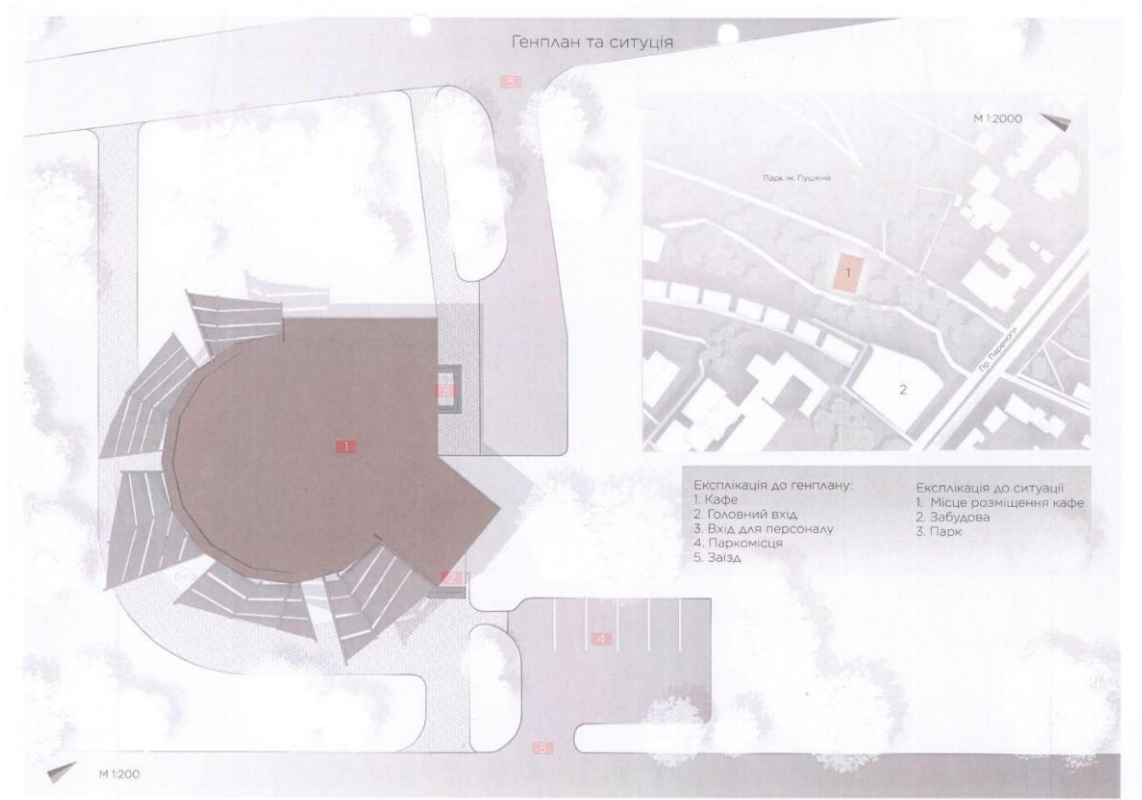 Генплан та ситуція
5
М 1:2000
Парк ім. Пушкіна
1
Пр. Перемоги
2
3
1
Експлікація до генплану:
1. Кафе
2. Головний вхід
3. Вхід для персоналу
4. Паркомісця
5. Заїзд
Експлікація до ситуації
1. Місце розміщення кафе
2. Забудова
3. Парк
2
4
5
М 1:200